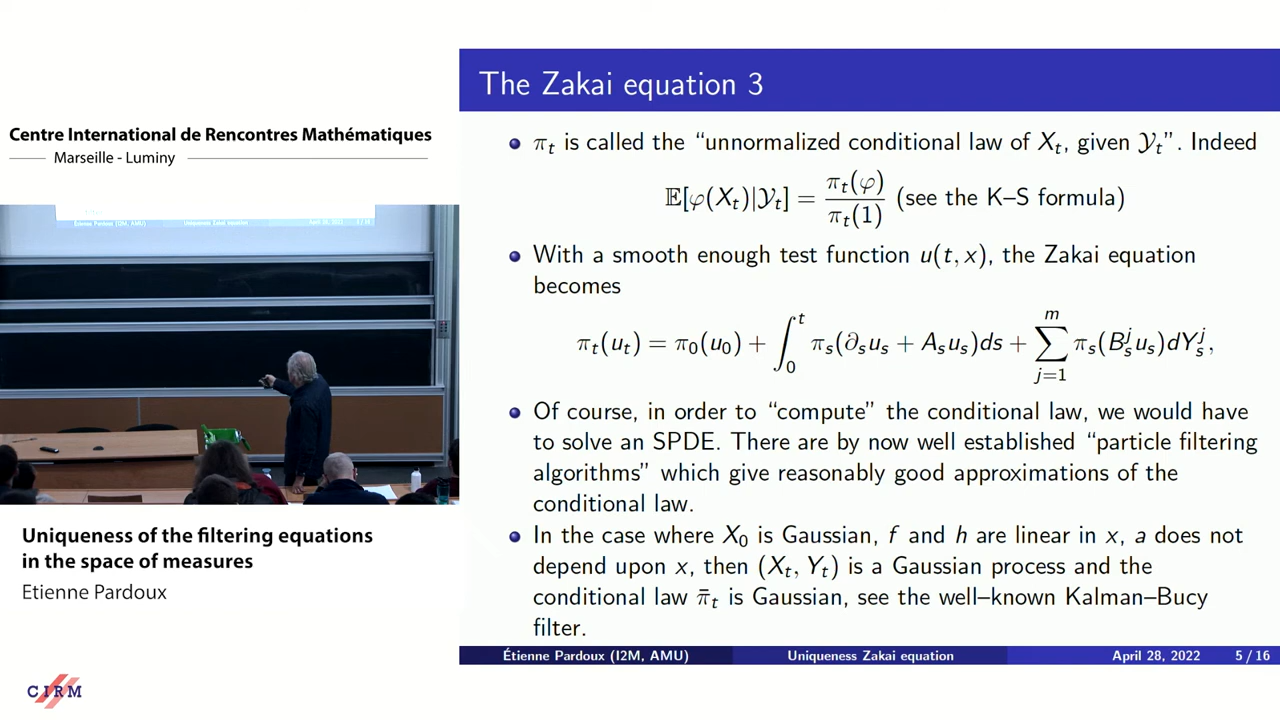 Centre International de Rencontres Mathématiques
Marseille - Luminy
Uniqueness of the filtering equations
in the space of measures
Etienne Pardoux
CIRM
The Zakai equation 3
• π_t is called the “unnormalized conditional law of X_t, given 𝒴_t”. Indeed
𝔼[φ(X_t)|𝒴_t] = π_t(φ)/π_t(1) (see the K–S formula)
• With a smooth enough test function u(t, x), the Zakai equation
becomes
π_t(u_t) = π_0(u_0) + ∫_0^t π_s(∂_s u_s + A_s u_s)ds + ∑_{j=1}^m π_s(B_s^j u_s)dY_s^j,
• Of course, in order to “compute” the conditional law, we would have
to solve an SPDE. There are by now well established “particle filtering
algorithms” which give reasonably good approximations of the
conditional law.
• In the case where X_0 is Gaussian, f and h are linear in x, a does not
depend upon x, then (X_t, Y_t) is a Gaussian process and the
conditional law π̄_t is Gaussian, see the well–known Kalman–Bucy
filter.
Étienne Pardoux (I2M, AMU)
Uniqueness Zakai equation
April 28, 2022
5 / 16